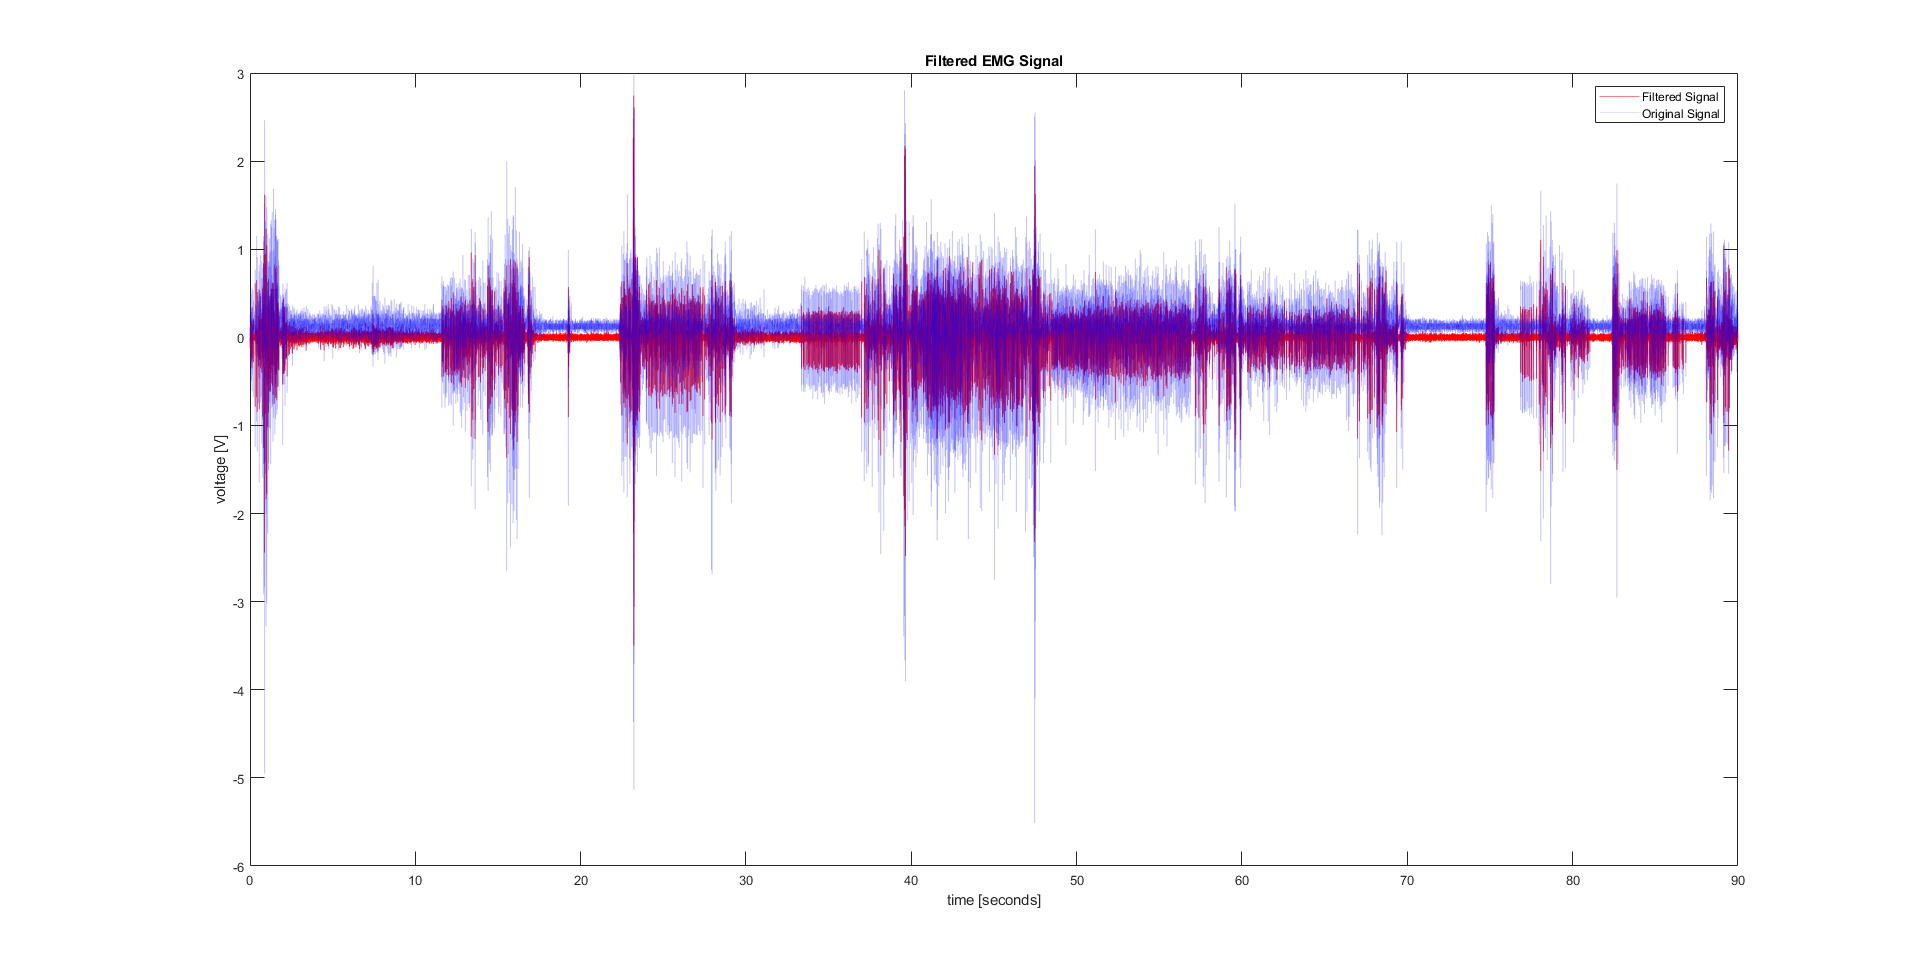 Filtered EMG Signal
Filtered Signal
Original Signal
3
2
1
0
-1
-2
-3
-4
-5
-6
voltage [V]
0 10 20 30 40 50 60 70 80 90
time [seconds]